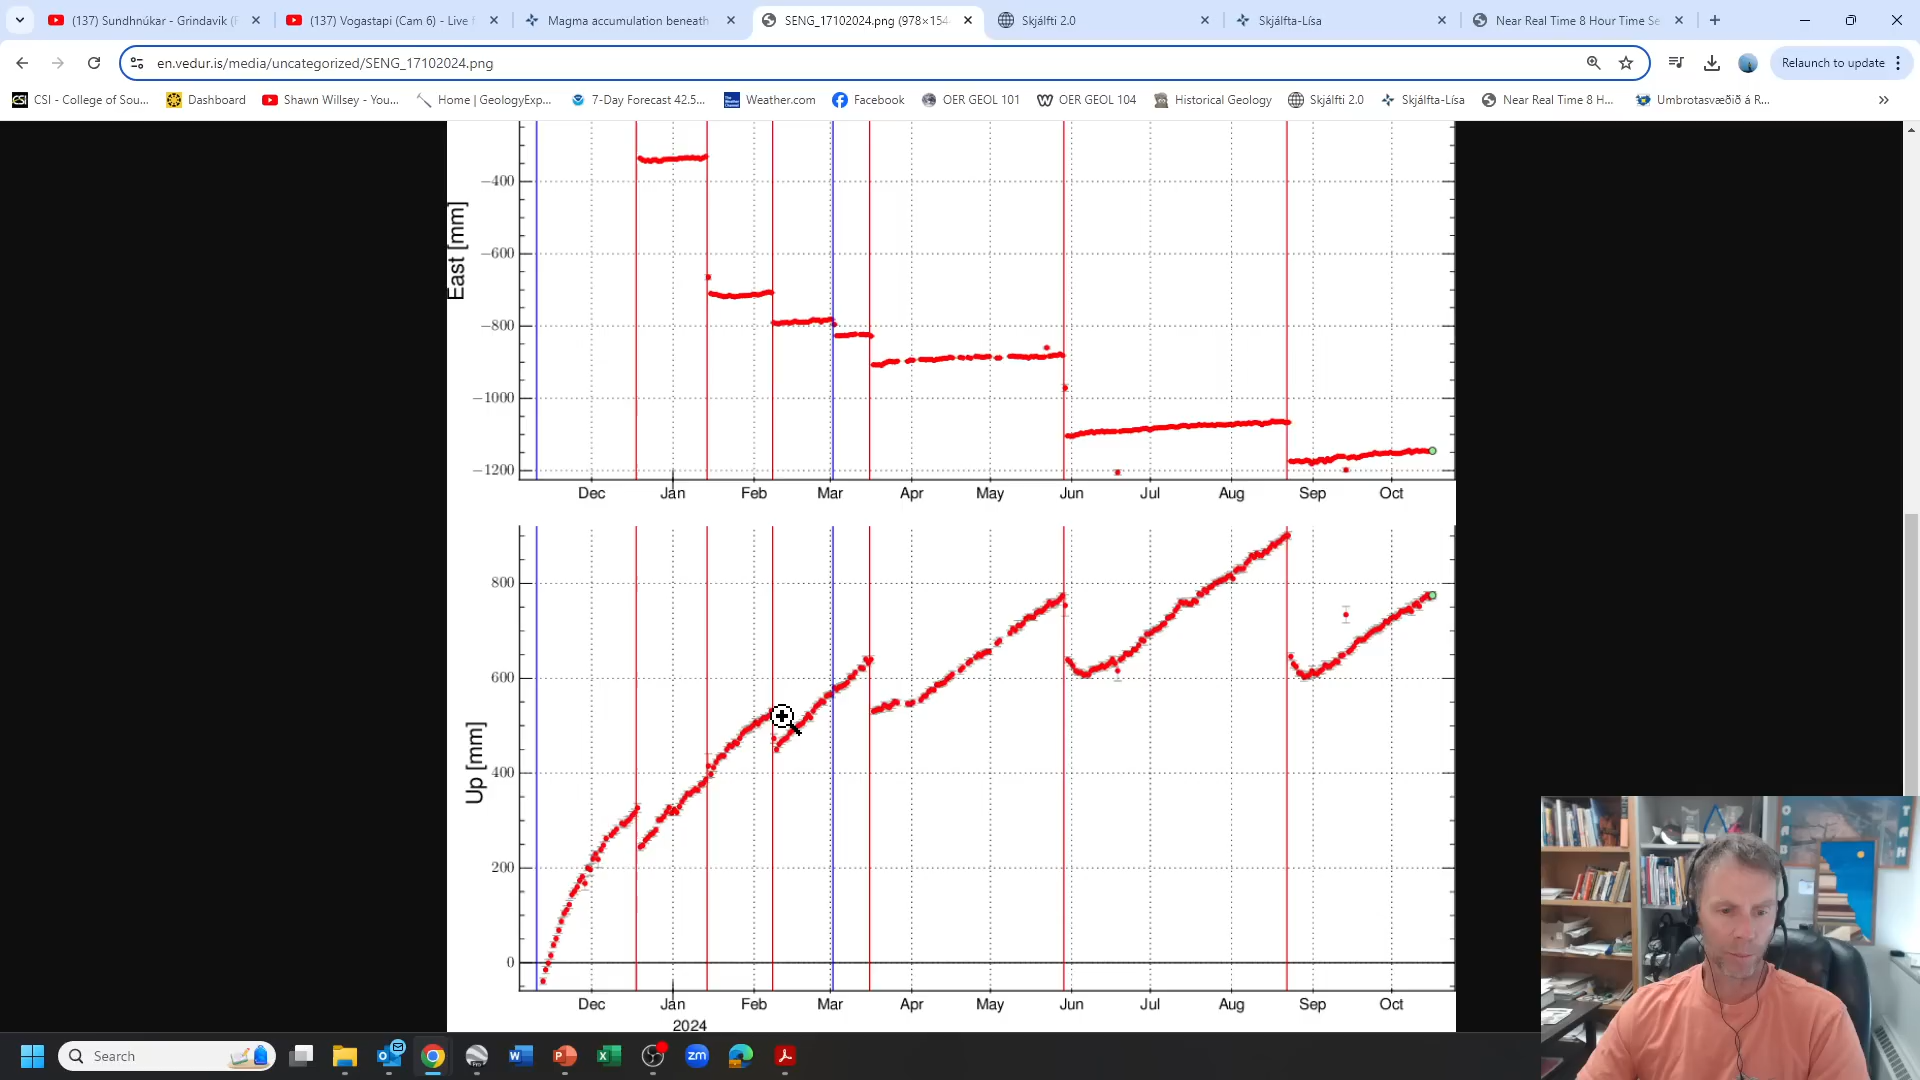 (137) Sundhnúkar - Grindavik (F
(137) Vogastapi (Cam 6) - Live f
Magma accumulation beneath
SENG_17102024.png (978×154
Skjálfti 2.0
Skjálfta-Lísa
Near Real Time 8 Hour Time Se
en.vedur.is/media/uncategorized/SENG_17102024.png
Relaunch to update
CSI - College of Sou...
Dashboard
Shawn Willsey - You...
Home | GeologyExp...
7-Day Forecast 42.5...
Weather.com
Facebook
OER GEOL 101
OER GEOL 104
Historical Geology
Skjálfti 2.0
Skjálfta-Lísa
Near Real Time 8 H...
Umbrotasvæðið á R...
East [mm]
−400
−600
−800
−1000
−1200
Dec Jan Feb Mar Apr May Jun Jul Aug Sep Oct
Up [mm]
800
600
400
200
0
Dec Jan Feb Mar Apr May Jun Jul Aug Sep Oct
2024
Search